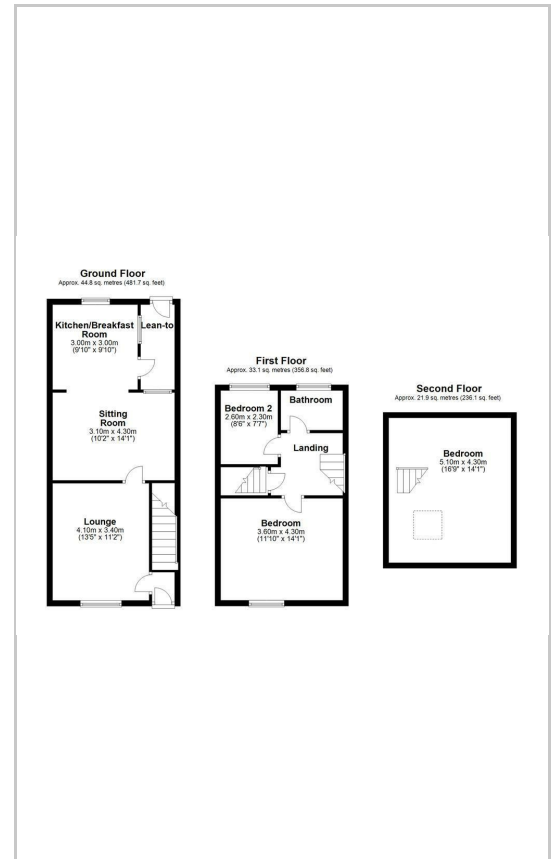 Ground Floor
Approx. 44.8 sq. metres (481.7 sq. feet)
Kitchen/Breakfast
Room
3.00m x 3.00m
(9'10" x 9'10")
Lean-to
Sitting
Room
3.10m x 4.30m
(10'2" x 14'1")
Lounge
4.10m x 3.40m
(13'5" x 11'2")
First Floor
Approx. 33.1 sq. metres (356.8 sq. feet)
Bedroom 2
2.60m x 2.30m
(8'6" x 7'7")
Bathroom
Landing
Bedroom
3.60m x 4.30m
(11'10" x 14'1")
Second Floor
Approx. 21.9 sq. metres (236.1 sq. feet)
Bedroom
5.10m x 4.30m
(16'9" x 14'1")